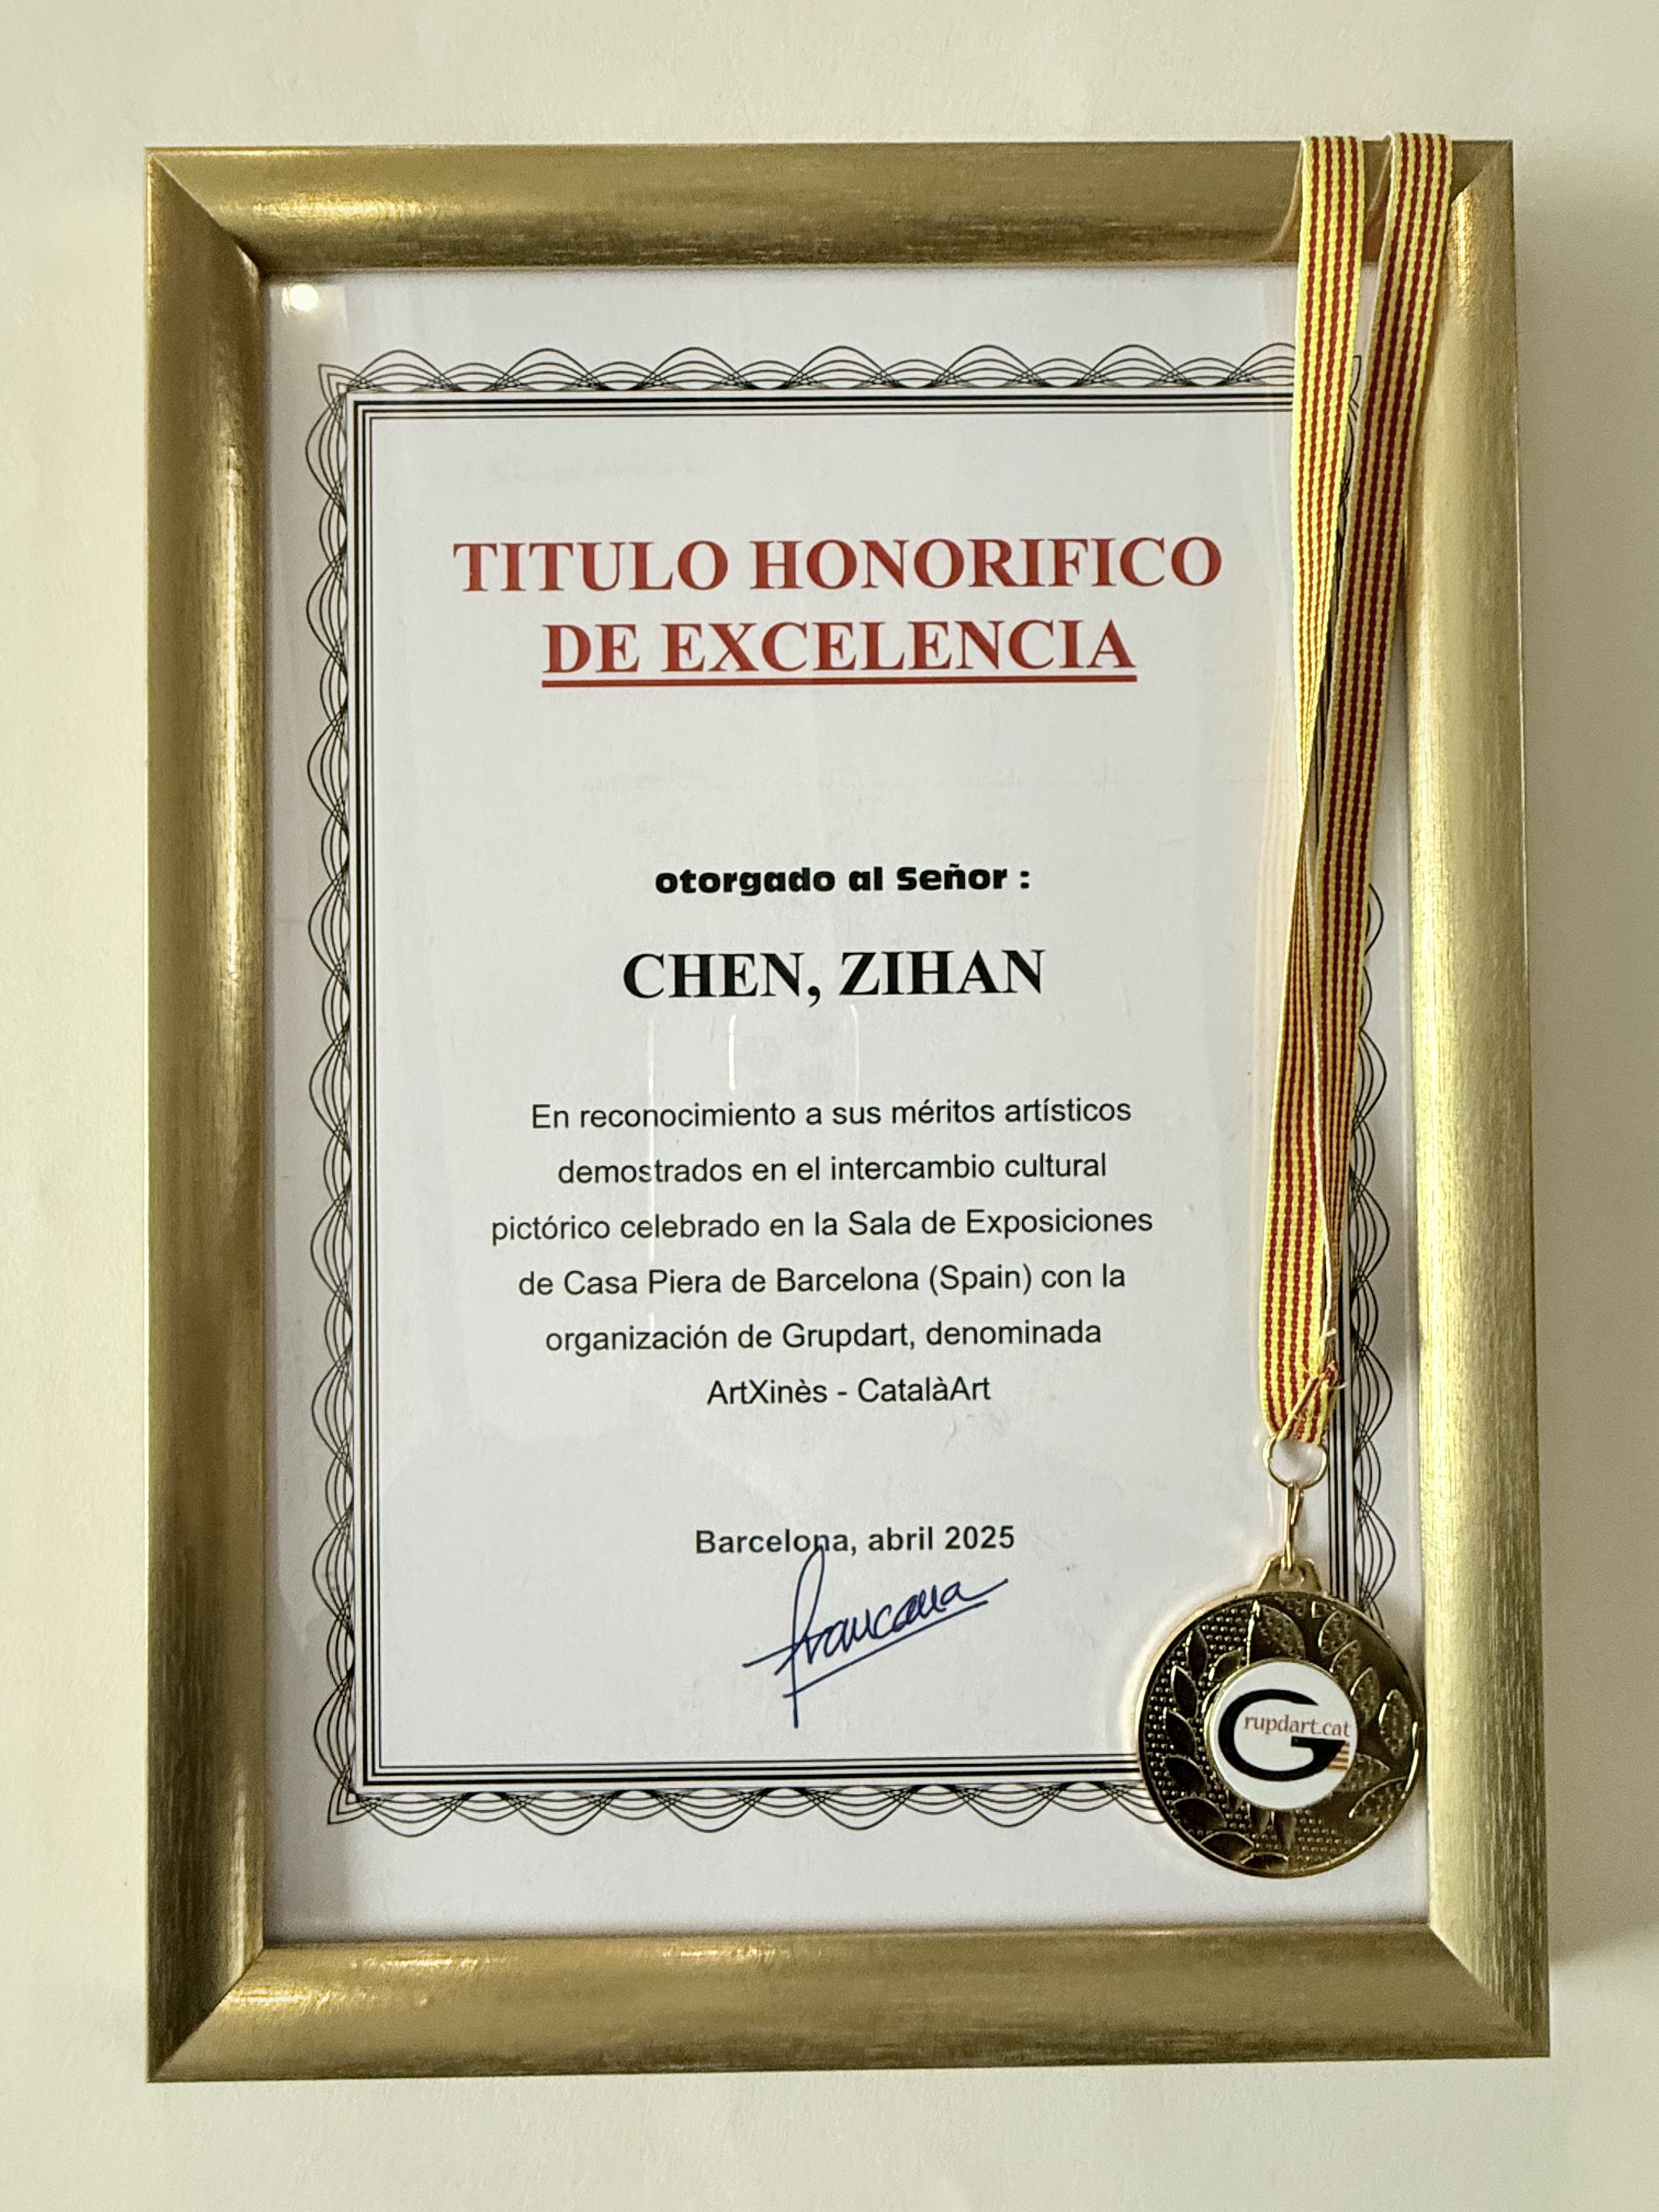 TITULO HONORIFICO
DE EXCELENCIA
otorgado al Señor :
CHEN, ZIHAN
En reconocimiento a sus méritos artísticos
demostrados en el intercambio cultural
pictórico celebrado en la Sala de Exposiciones
de Casa Piera de Barcelona (Spain) con la
organización de Grupdart, denominada
ArtXinès - CatalàArt
Barcelona, abril 2025
Grupdart.cat